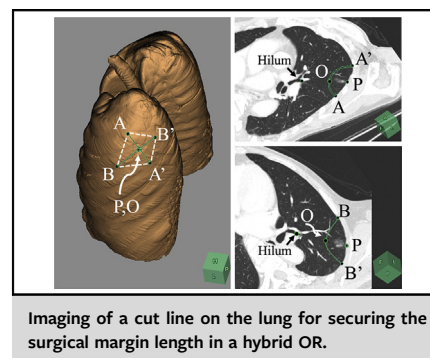 A
B'
B
A'
P,O
Hilum
O
A'
P
A
O
B
Hilum
B'
Imaging of a cut line on the lung for securing the
surgical margin length in a hybrid OR.